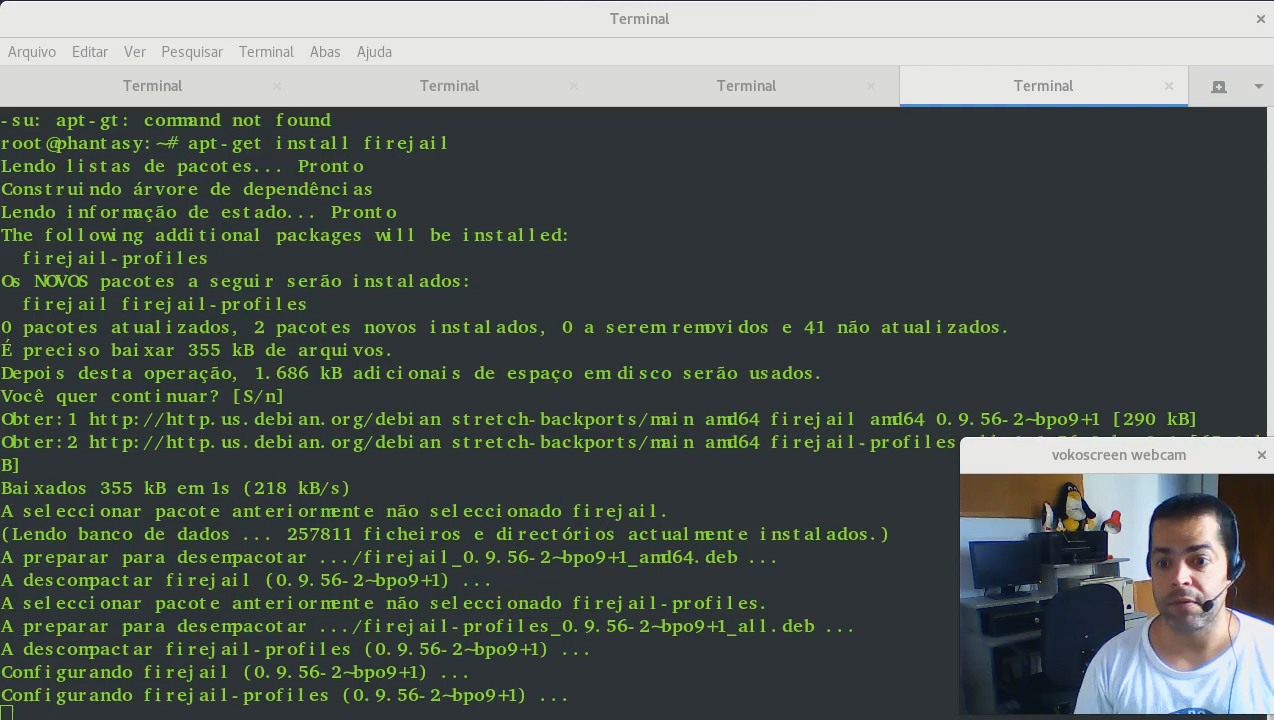 Terminal
Arquivo Editar Ver Pesquisar Terminal Abas Ajuda
Terminal Terminal Terminal Terminal
-su: apt-gt: command not found
root@phantasy:~# apt-get install firejail
Lendo listas de pacotes... Pronto
Construindo árvore de dependências
Lendo informação de estado... Pronto
The following additional packages will be installed:
firejail-profiles
Os NOVOS pacotes a seguir serão instalados:
firejail firejail-profiles
0 pacotes atualizados, 2 pacotes novos instalados, 0 a serem removidos e 41 não atualizados.
É preciso baixar 355 kB de arquivos.
Depois desta operação, 1.686 kB adicionais de espaço em disco serão usados.
Você quer continuar? [S/n]
Obter:1 http://http.us.debian.org/debian stretch-backports/main amd64 firejail amd64 0.9.56-2~bpo9+1 [290 kB]
Obter:2 http://http.us.debian.org/debian stretch-backports/main amd64 firejail-profiles
B]
Baixados 355 kB em 1s (218 kB/s)
A seleccionar pacote anteriormente não seleccionado firejail.
(Lendo banco de dados ... 257811 ficheiros e directórios actualmente instalados.)
A preparar para desempacotar .../firejail_0.9.56-2~bpo9+1_amd64.deb ...
A descompactar firejail (0.9.56-2~bpo9+1) ...
A seleccionar pacote anteriormente não seleccionado firejail-profiles.
A preparar para desempacotar .../firejail-profiles_0.9.56-2~bpo9+1_all.deb ...
A descompactar firejail-profiles (0.9.56-2~bpo9+1) ...
Configurando firejail (0.9.56-2~bpo9+1) ...
Configurando firejail-profiles (0.9.56-2~bpo9+1) ...
vokoscreen webcam